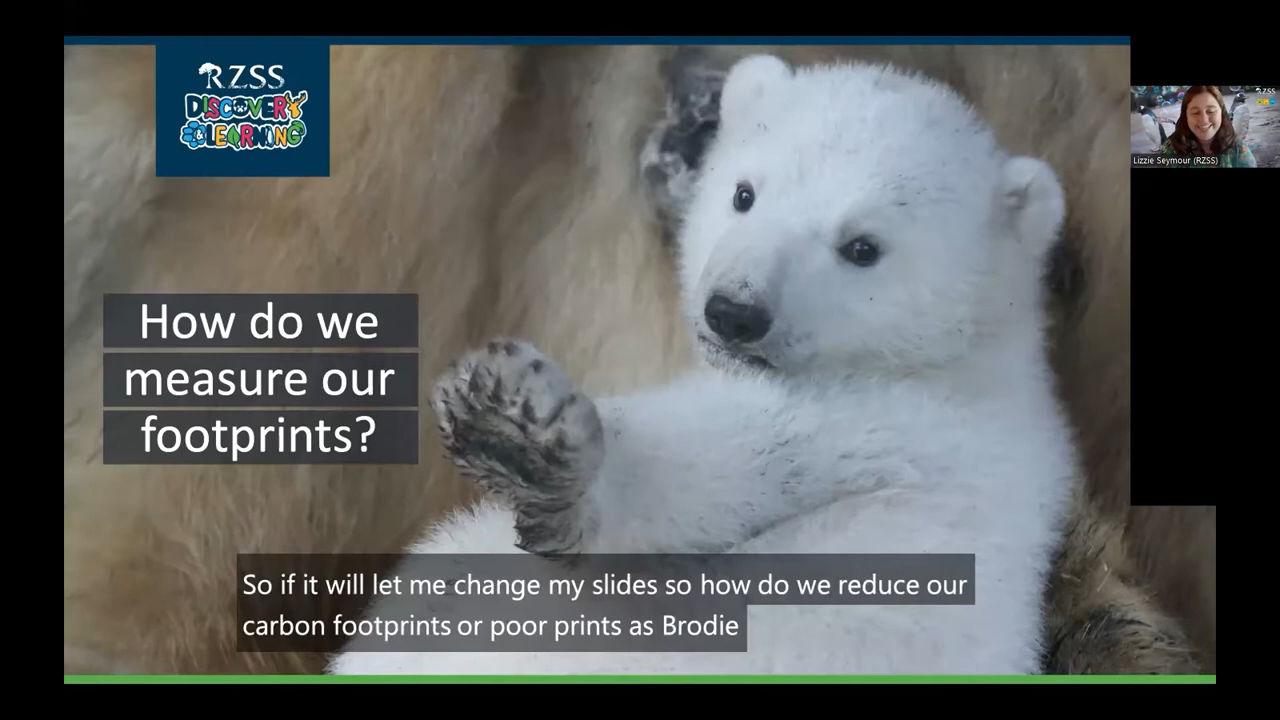 RZSS
DISCOVERY
& LEARNING
RZSS
Lizzie Seymour (RZSS)
How do we
measure our
footprints?
So if it will let me change my slides so how do we reduce our
carbon footprints or poor prints as Brodie